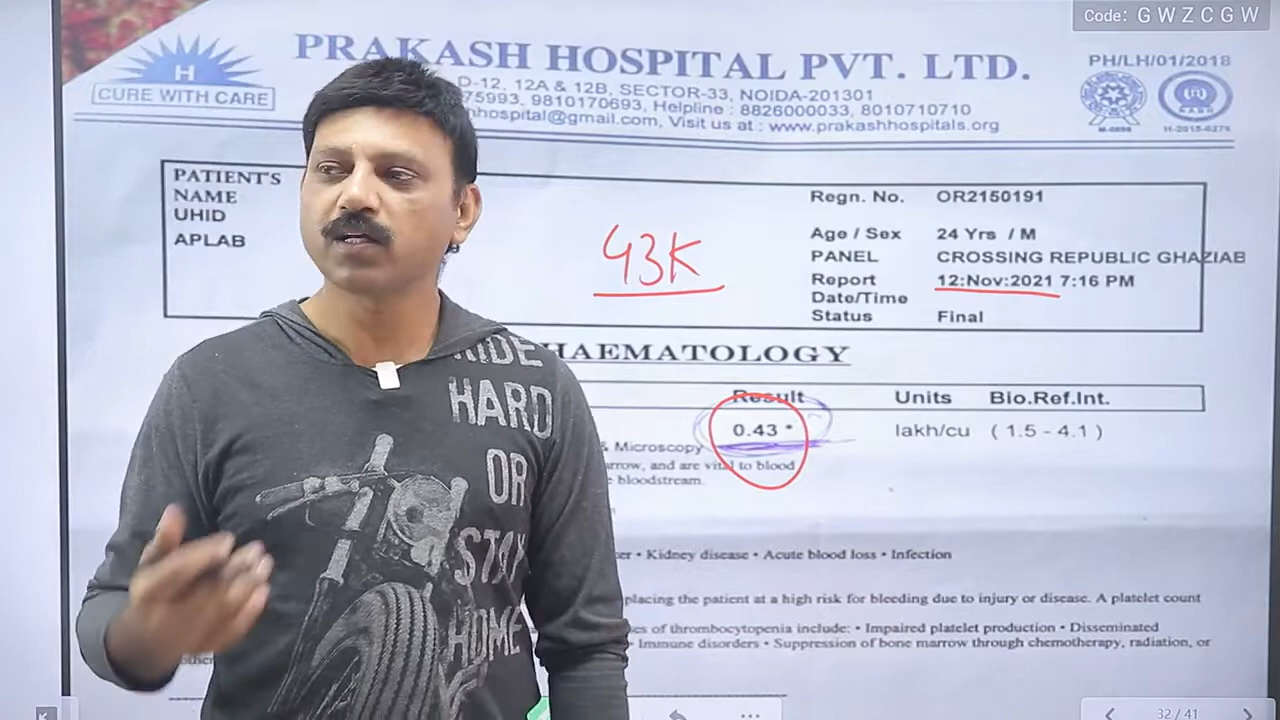 Code: G W Z C G W
PRAKASH HOSPITAL PVT. LTD.
PH/LH/01/2018
H
CURE WITH CARE
D-12, 12A & 12B, SECTOR-33, NOIDA-201301
75993, 9810170693, Helpline : 8826000033, 8010710710
hhospital@gmail.com, Visit us at : www.prakashhospitals.org
H-2015-0276
PATIENT'S
NAME
UHID
APLAB
Regn. No. OR2150191
Age / Sex 24 Yrs / M
PANEL CROSSING REPUBLIC GHAZIAB
Report 12:Nov:2021 7:16 PM
Date/Time
Status Final
43K
HAEMATOLOGY
Result Units Bio.Ref.Int.
0.43 * lakh/cu ( 1.5 - 4.1 )
& Microscopy
rrow, and are vital to blood
e bloodstream.
er • Kidney disease • Acute blood loss • Infection
placing the patient at a high risk for bleeding due to injury or disease. A platelet count
es of thrombocytopenia include: • Impaired platelet production • Disseminated
Immune disorders • Suppression of bone marrow through chemotherapy, radiation, or
other
RIDE
HARD
OR
STAY
HOME
32 / 41